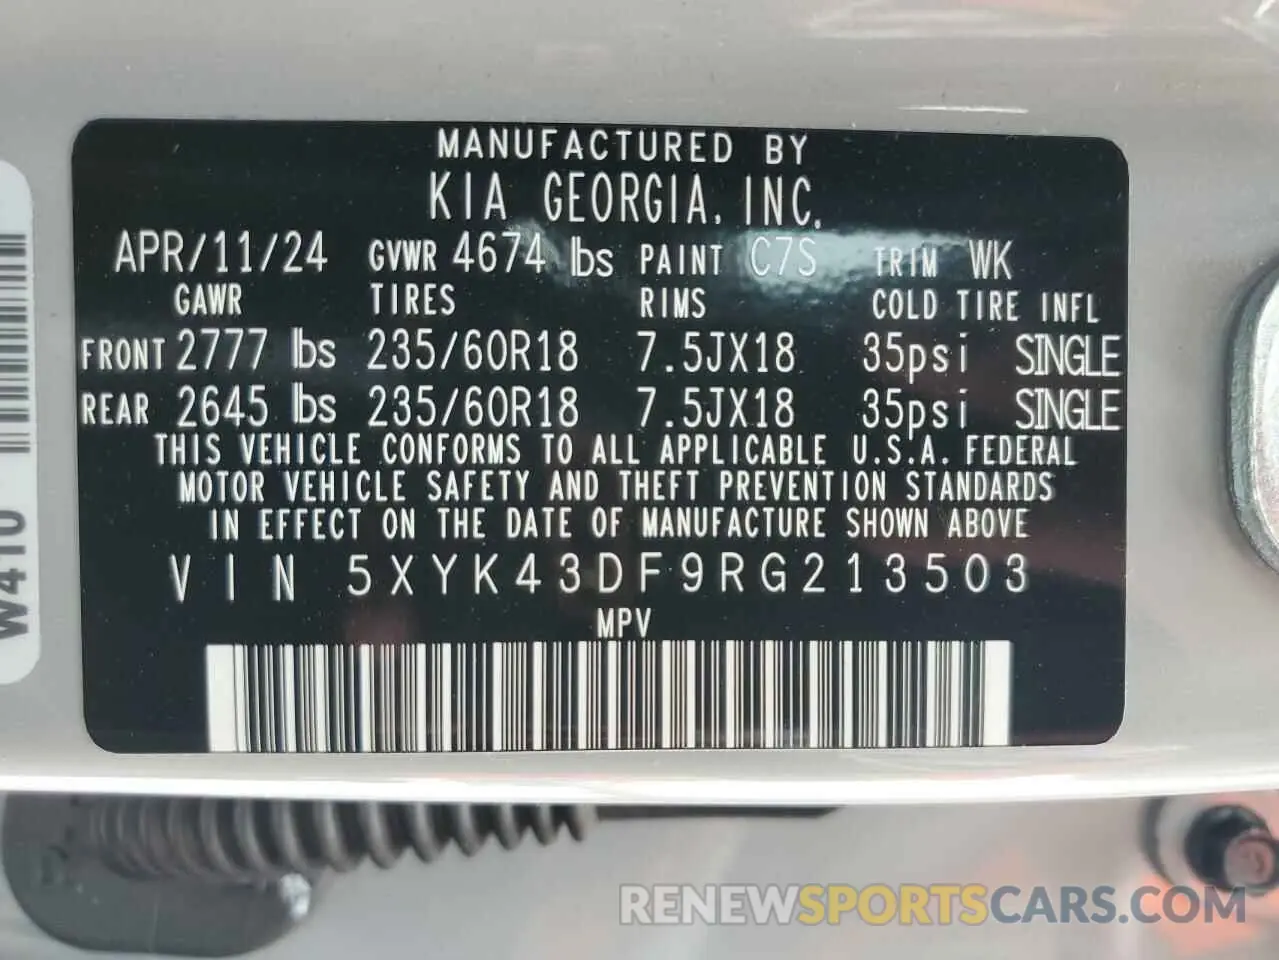 MANUFACTURED BY
KIA GEORGIA, INC.
APR/11/24 GVWR 4674 lbs PAINT C7S TRIM WK
GAWR TIRES RIMS COLD TIRE INFL
FRONT 2777 lbs 235/60R18 7.5JX18 35psi SINGLE
REAR 2645 lbs 235/60R18 7.5JX18 35psi SINGLE
THIS VEHICLE CONFORMS TO ALL APPLICABLE U.S.A. FEDERAL
MOTOR VEHICLE SAFETY AND THEFT PREVENTION STANDARDS
IN EFFECT ON THE DATE OF MANUFACTURE SHOWN ABOVE
VIN 5XYK43DF9RG213503
MPV
W410
RENEWSPORTSCARS.COM